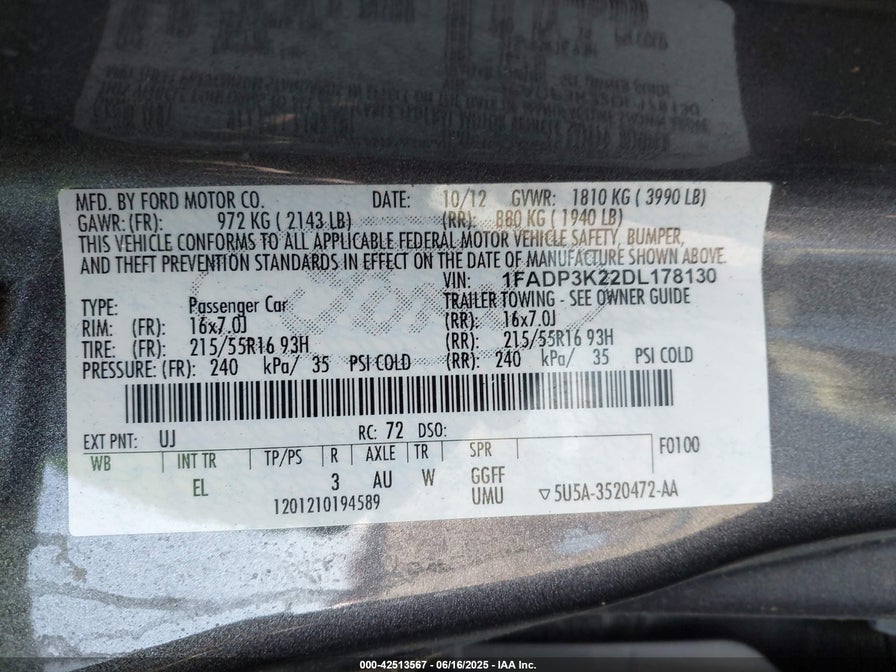 MFD. BY FORD MOTOR CO. DATE: 10/12 GVWR: 1810 KG ( 3990 LB)
GAWR: (FR): 972 KG ( 2143 LB) (RR): 880 KG ( 1940 LB)
THIS VEHICLE CONFORMS TO ALL APPLICABLE FEDERAL MOTOR VEHICLE SAFETY, BUMPER,
AND THEFT PREVENTION STANDARDS IN EFFECT ON THE DATE OF MANUFACTURE SHOWN ABOVE.
VIN: 1FADP3K22DL178130
TYPE: Passenger Car TRAILER TOWING - SEE OWNER GUIDE
RIM: (FR): 16x7.0J (RR): 16x7.0J
TIRE: (FR): 215/55R16 93H (RR): 215/55R16 93H
PRESSURE: (FR): 240 kPa/ 35 PSI COLD (RR): 240 kPa/ 35 PSI COLD
EXT PNT: UJ RC: 72 DSO:
WB INT TR TP/PS R AXLE TR SPR F0100
EL 3 AU W GGFF
1201210194589 UMU ▽5U5A-3520472-AA
000-42513567 - 06/16/2025 - IAA Inc.